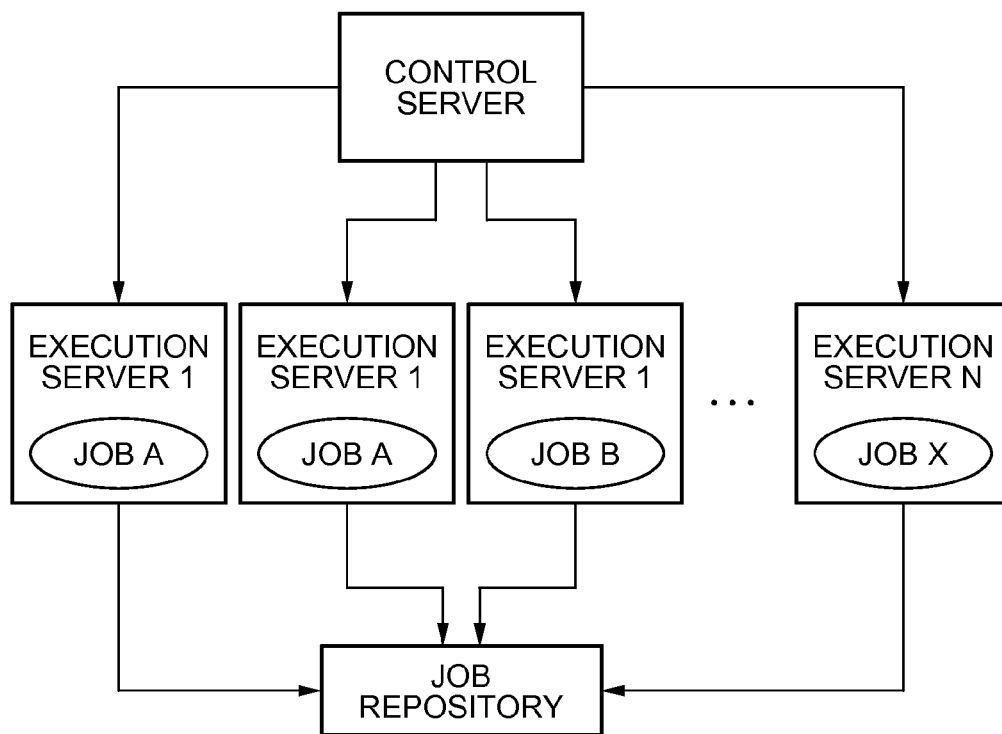 CONTROL
SERVER
EXECUTION
SERVER 1
JOB A
EXECUTION
SERVER 1
JOB A
EXECUTION
SERVER 1
JOB B
...
EXECUTION
SERVER N
JOB X
JOB
REPOSITORY